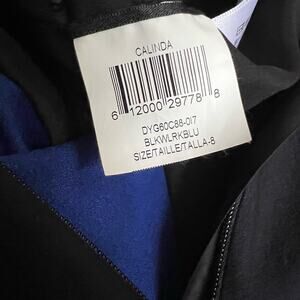 CALINDA
6 12000 29778 8
DYG60C88-017
BLKWLRKBLU
SIZE/TAILLE/TALLA-8